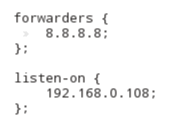 forwarders {
    8.8.8.8;
};

listen-on {
    192.168.0.108;
};